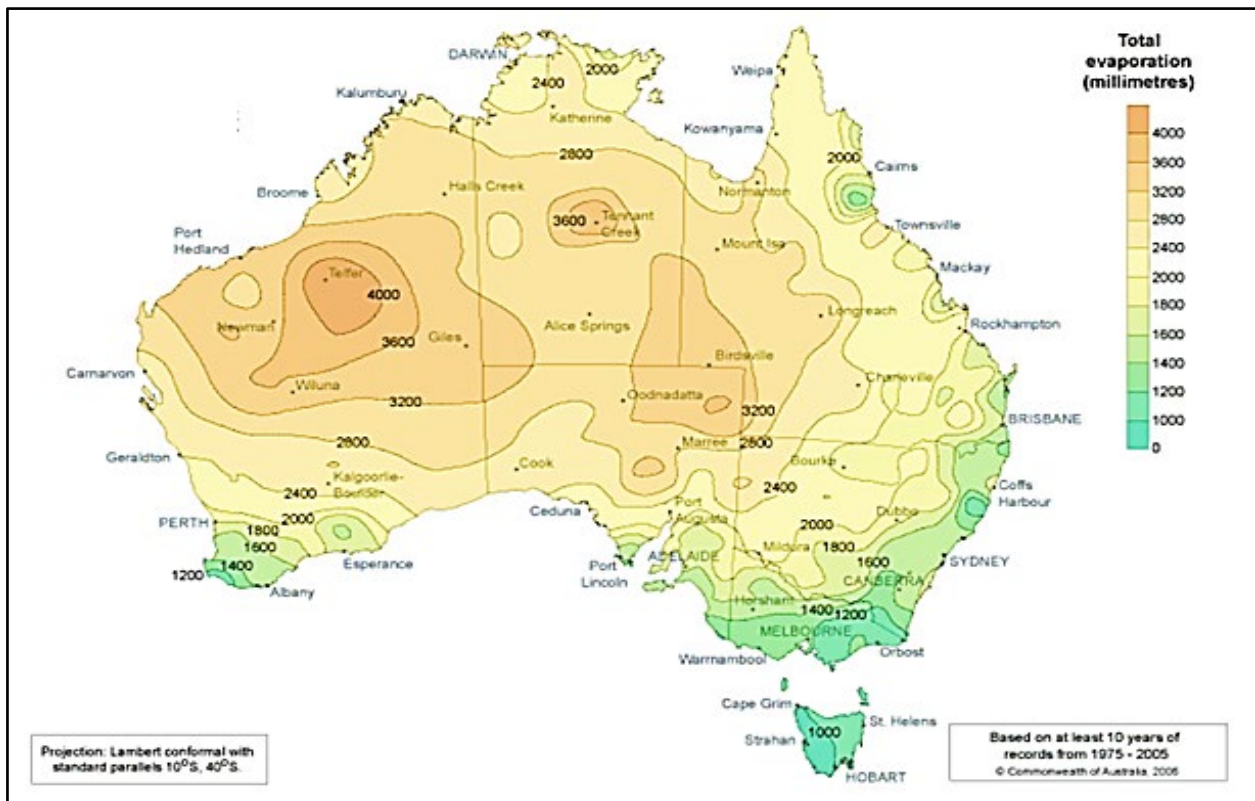 Total
evaporation
(millimetres)
4000
3600
3200
2800
2400
2000
1800
1600
1400
1200
1000
0
DARWIN
2000
2400
Weipa
Kalumburu
Katherine
Kowanyama
2800
2000
Cairns
Halls Creek
Normanton
Broome
3600
Tennant
Creek
Townsville
Port
Hedland
Mount Isa
Telfer
Mackay
4000
Newman
Alice Springs
Longreach
Rockhampton
3600
Giles
Birdsville
Carnarvon
Wiluna
Charleville
3200
Oodnadatta
3200
BRISBANE
2800
Marree
2800
Geraldton
Cook
Bourke
Kalgoorlie-
Boulder
2400
2400
Coffs
Harbour
Ceduna
Port
Augusta
PERTH
2000
2000
Dubbo
1800
1600
Mildura
1800
1600
SYDNEY
1400
Esperance
Port
Lincoln
ADELAIDE
1200
Albany
CANBERRA
Horsham
1400
1200
MELBOURNE
Warrnambool
Orbost
Cape Grim
St. Helens
1000
Strahan
HOBART
Projection: Lambert conformal with
standard parallels 10°S, 40°S.
Based on at least 10 years of
records from 1975 - 2005
© Commonwealth of Australia, 2006